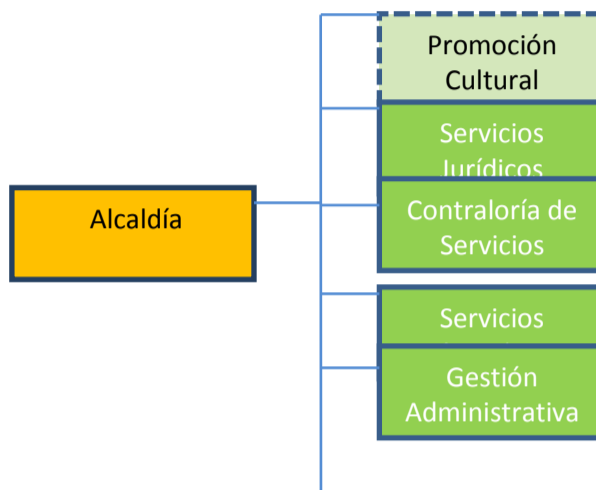 Promoción
Cultural
Servicios
Jurídicos
Alcaldía
Contraloría de
Servicios
Servicios
Gestión
Administrativa